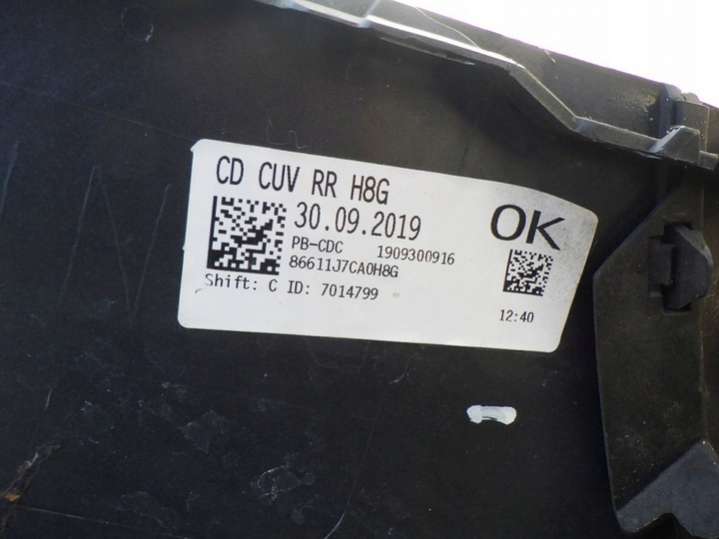 CD CUV RR H8G
30.09.2019
OK
PB-CDC 1909300916
86611J7CA0H8G
Shift: C ID: 7014799
12:40